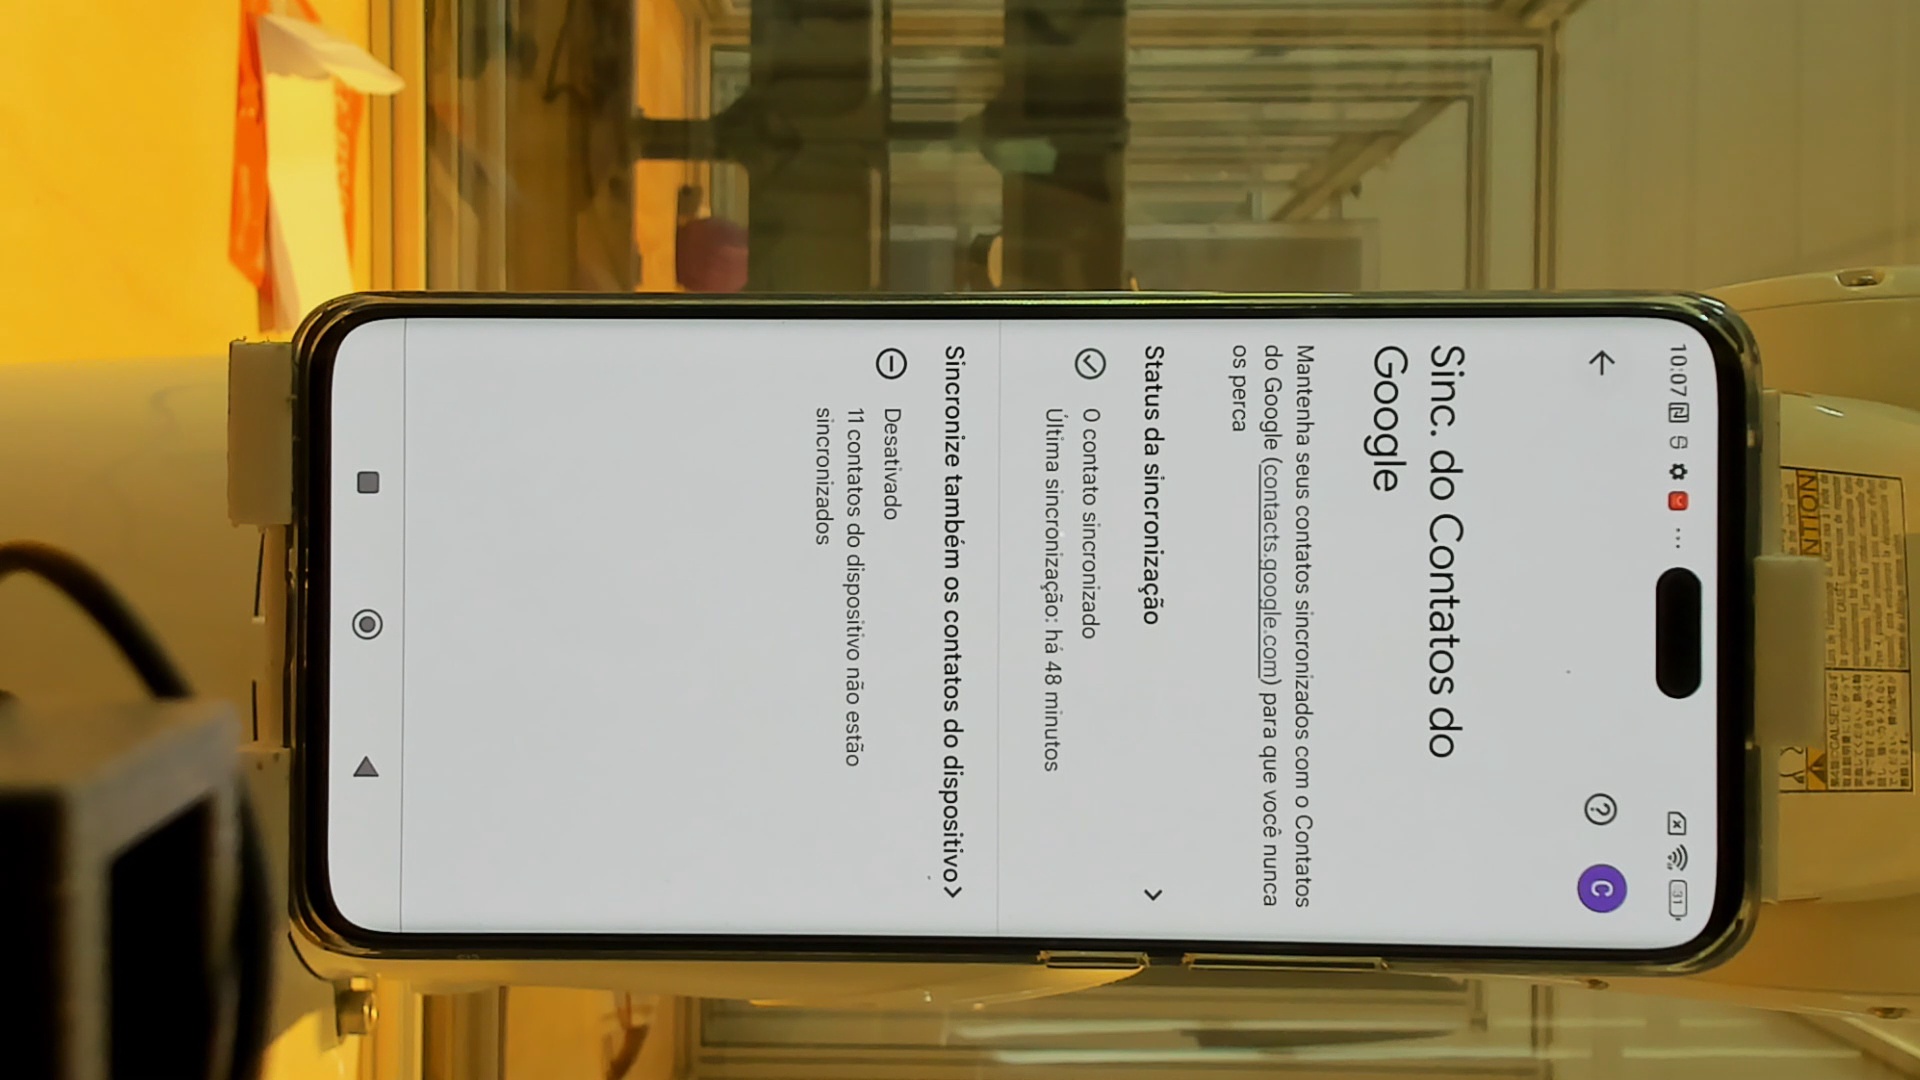 10:07
31
C
Sinc. do Contatos do
Google
Mantenha seus contatos sincronizados com o Contatos
do Google (contacts.google.com) para que você nunca
os perca
Status da sincronização
0 contato sincronizado
Última sincronização: há 48 minutos
Sincronize também os contatos do dispositivo
Desativado
11 contatos do dispositivo não estão
sincronizados